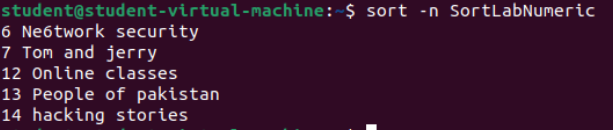 student@student-virtual-machine:~$ sort -n SortLabNumeric
6 Ne6twork security
7 Tom and jerry
12 Online classes
13 People of pakistan
14 hacking stories